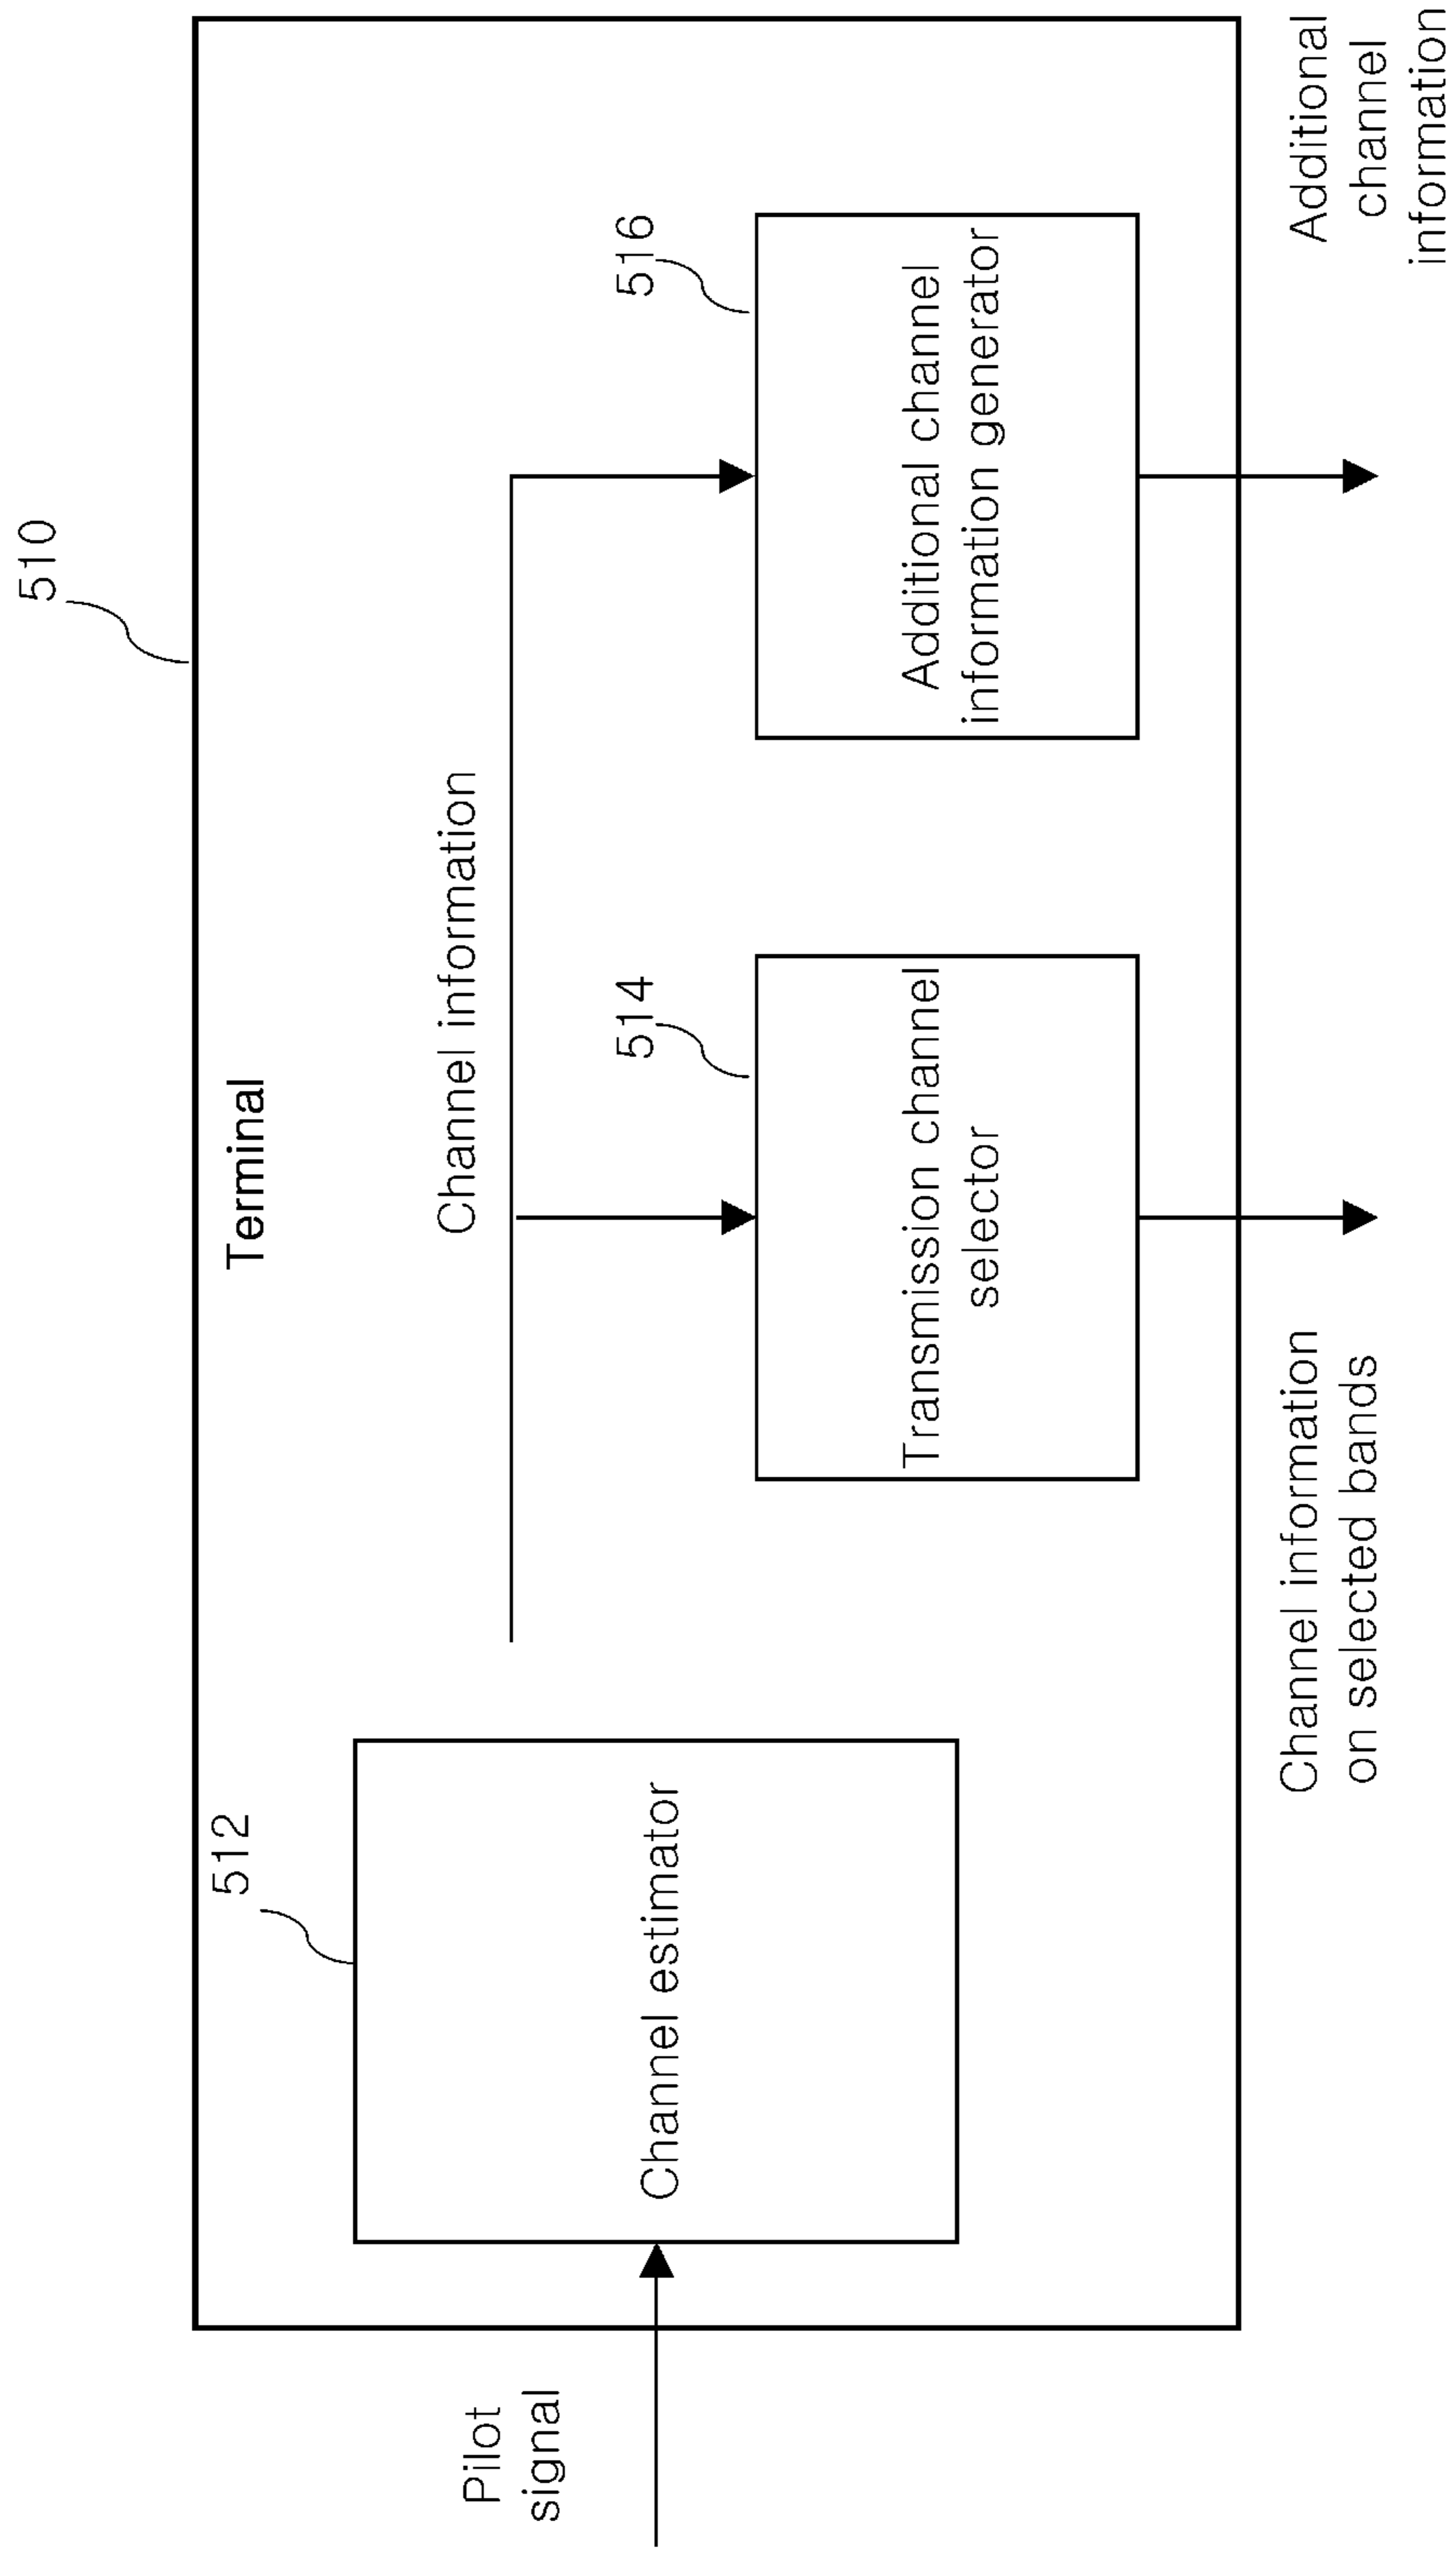 510
Terminal
512
Pilot
signal
Channel estimator
Channel information
514
Transmission channel
selector
516
Additional channel
information generator
Channel information
on selected bands
Additional
channel
information